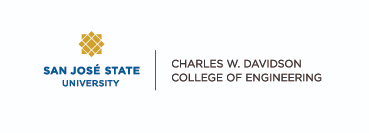 SAN JOSÉ STATE
UNIVERSITY
CHARLES W. DAVIDSON
COLLEGE OF ENGINEERING